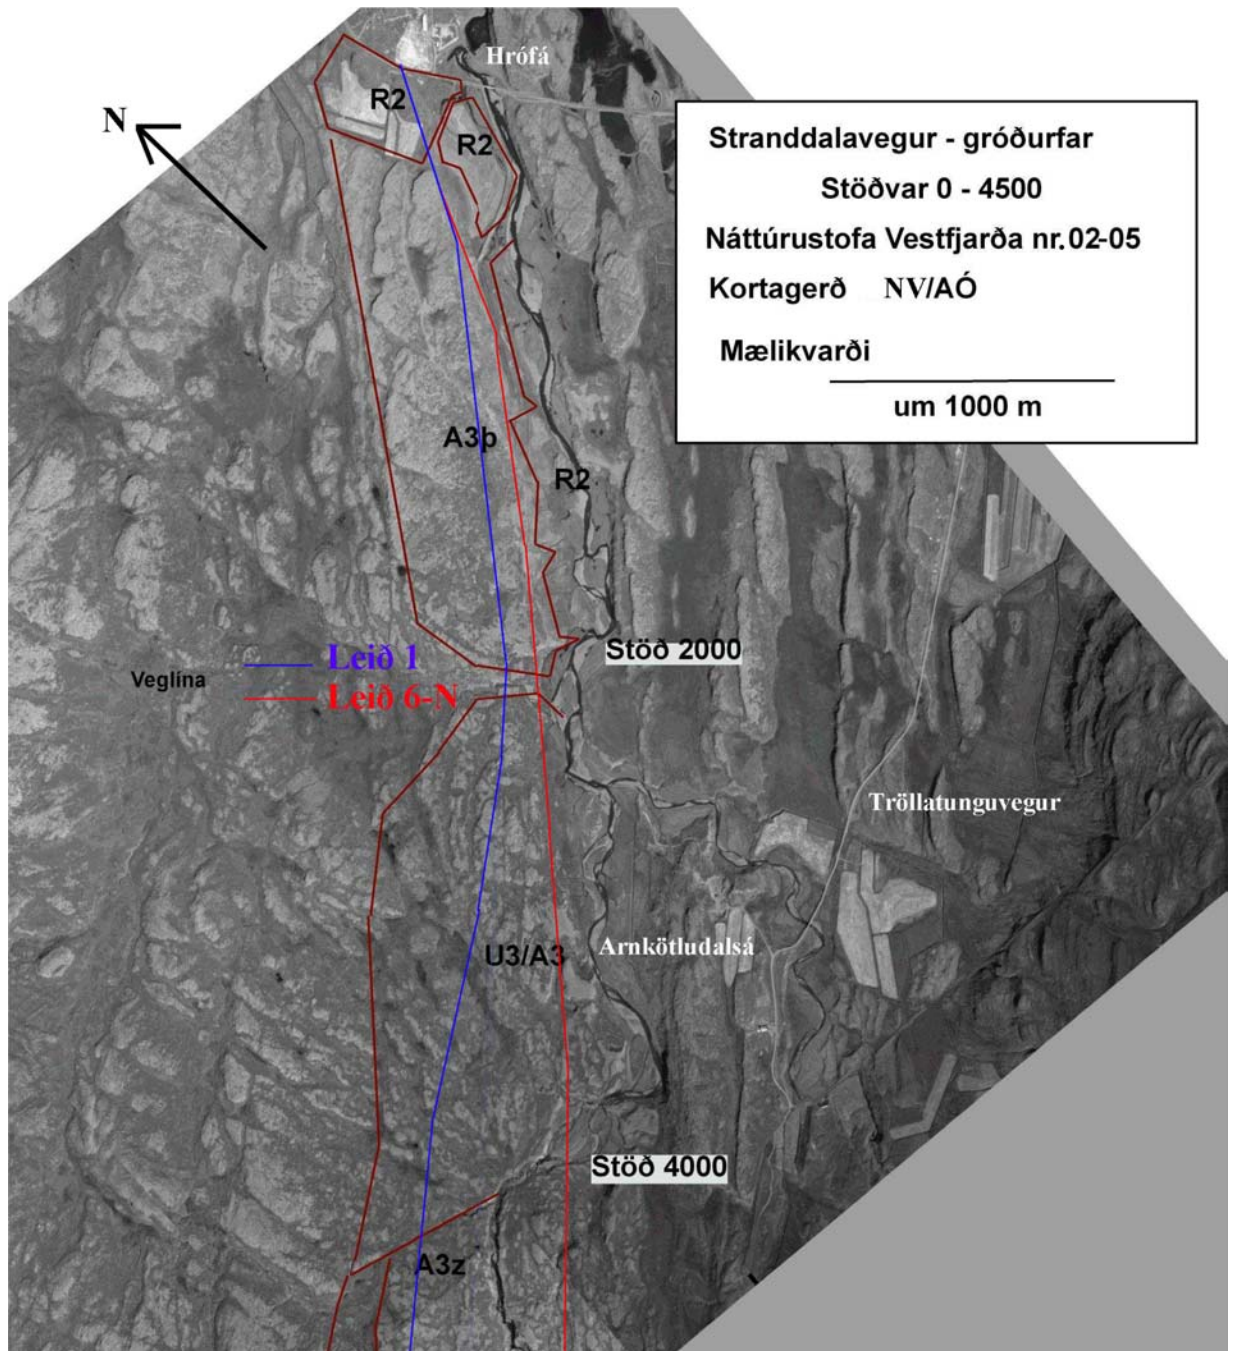 Hrófá
R2
N
R2
Stranddalavegur - gróðurfar
Stöðvar 0 - 4500
Náttúrustofa Vestfjarða nr.02-05
Kortagerð NV/AÓ
Mælikvarði
um 1000 m
A3þ
R2
Stöð 2000
Leið 1
Veglína
Leið 6-N
Tröllatunguvegur
U3/A3
Arnkötludalsá
Stöð 4000
A3z